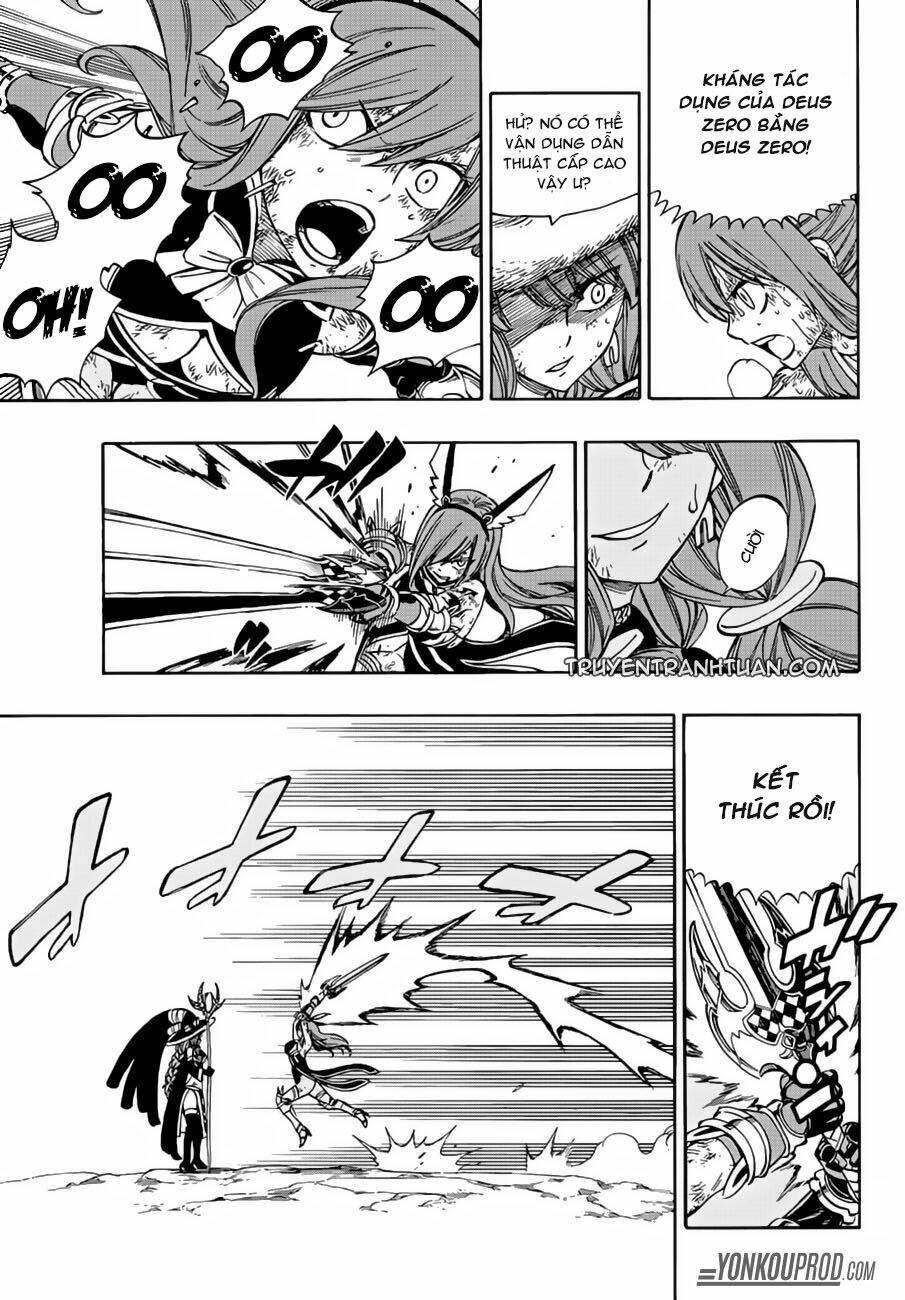 KHÁNG TÁC
DỤNG CỦA DEUS
ZERO BẰNG
DEUS ZERO!
HỬ? NÓ CÓ THỂ
VẬN DỤNG DẪN
THUẬT CẤP CAO
VẬY Ư?
OO
OO
OO
OH!
CƯỜI
TRUYENTRANHTUAN.COM
KẾT
THÚC RỒI!
YONKOUPROD.COM